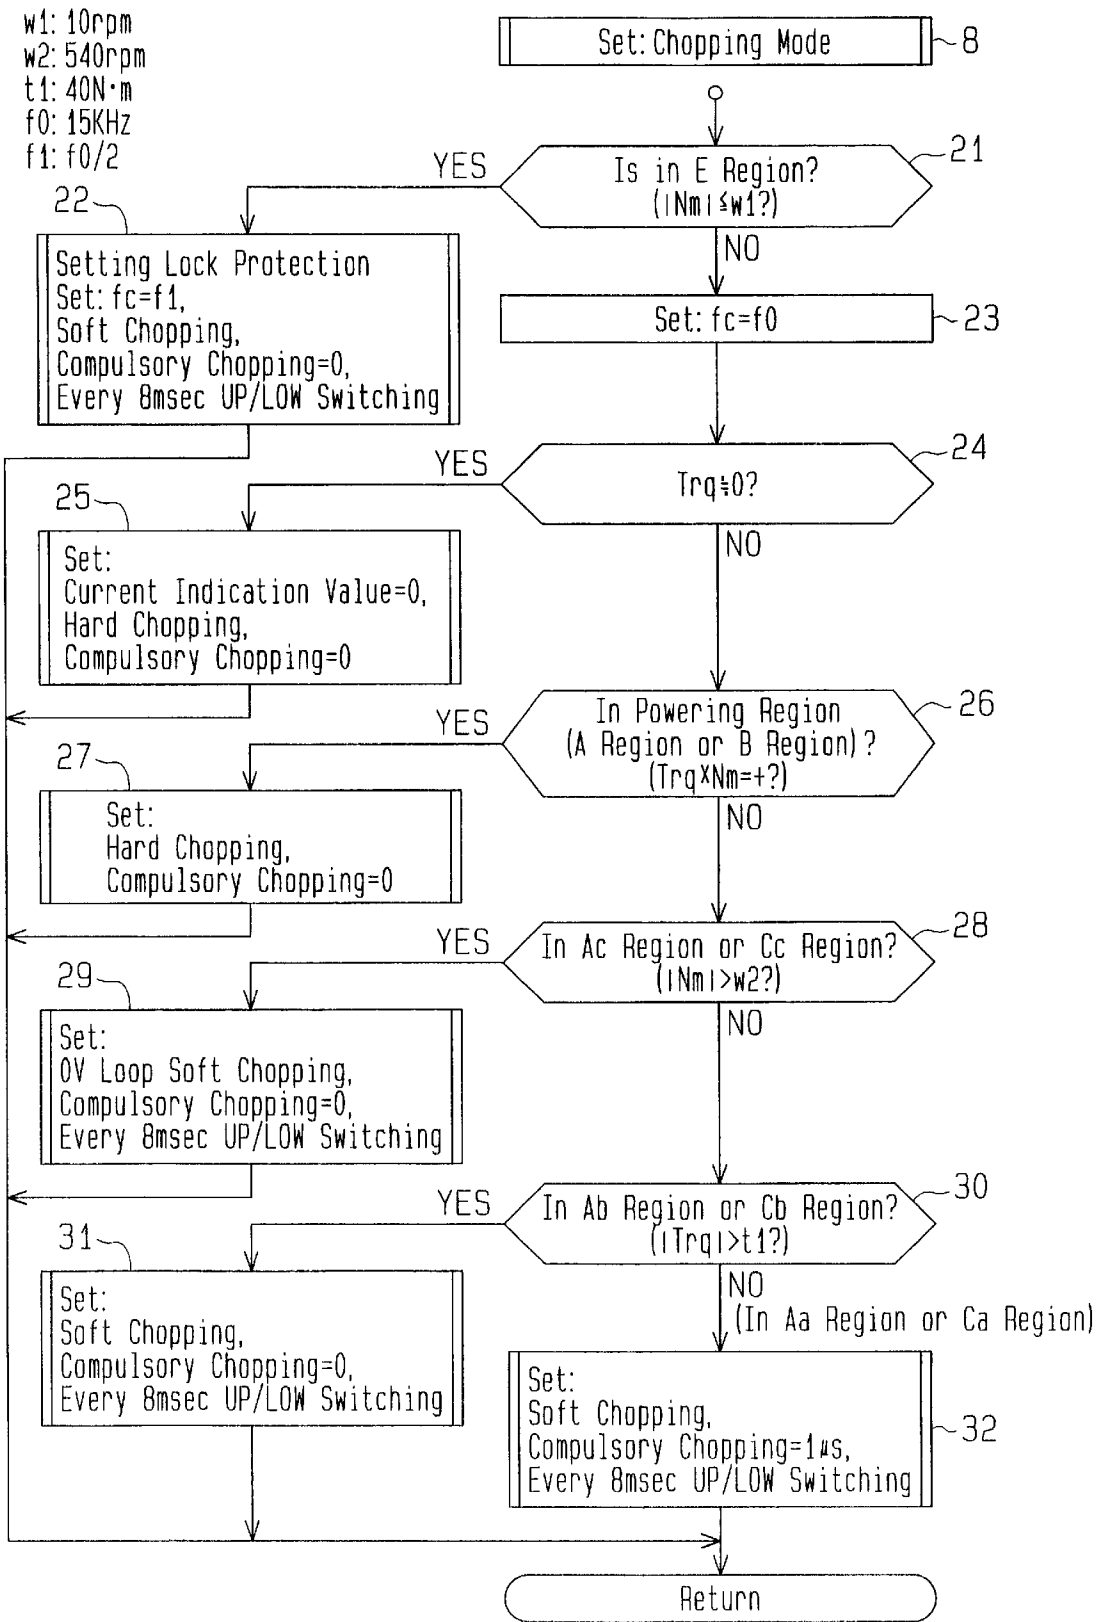 w1: 10rpm
w2: 540rpm
t1: 40N·m
f0: 15KHz
f1: f0/2
Set: Chopping Mode
8
Is in E Region?
(|Nm|≦w1?)
21
YES
NO
22
Setting Lock Protection
Set: fc=f1,
Soft Chopping,
Compulsory Chopping=0,
Every 8msec UP/LOW Switching
Set: fc=f0
23
Trq≒0?
24
YES
NO
25
Set:
Current Indication Value=0,
Hard Chopping,
Compulsory Chopping=0
In Powering Region
(A Region or B Region)?
(Trq×Nm=+?)
26
YES
NO
27
Set:
Hard Chopping,
Compulsory Chopping=0
In Ac Region or Cc Region?
(|Nm|>w2?)
28
YES
NO
29
Set:
0V Loop Soft Chopping,
Compulsory Chopping=0,
Every 8msec UP/LOW Switching
In Ab Region or Cb Region?
(|Trq|>t1?)
30
YES
NO
(In Aa Region or Ca Region)
31
Set:
Soft Chopping,
Compulsory Chopping=0,
Every 8msec UP/LOW Switching
Set:
Soft Chopping,
Compulsory Chopping=1μs,
Every 8msec UP/LOW Switching
32
Return